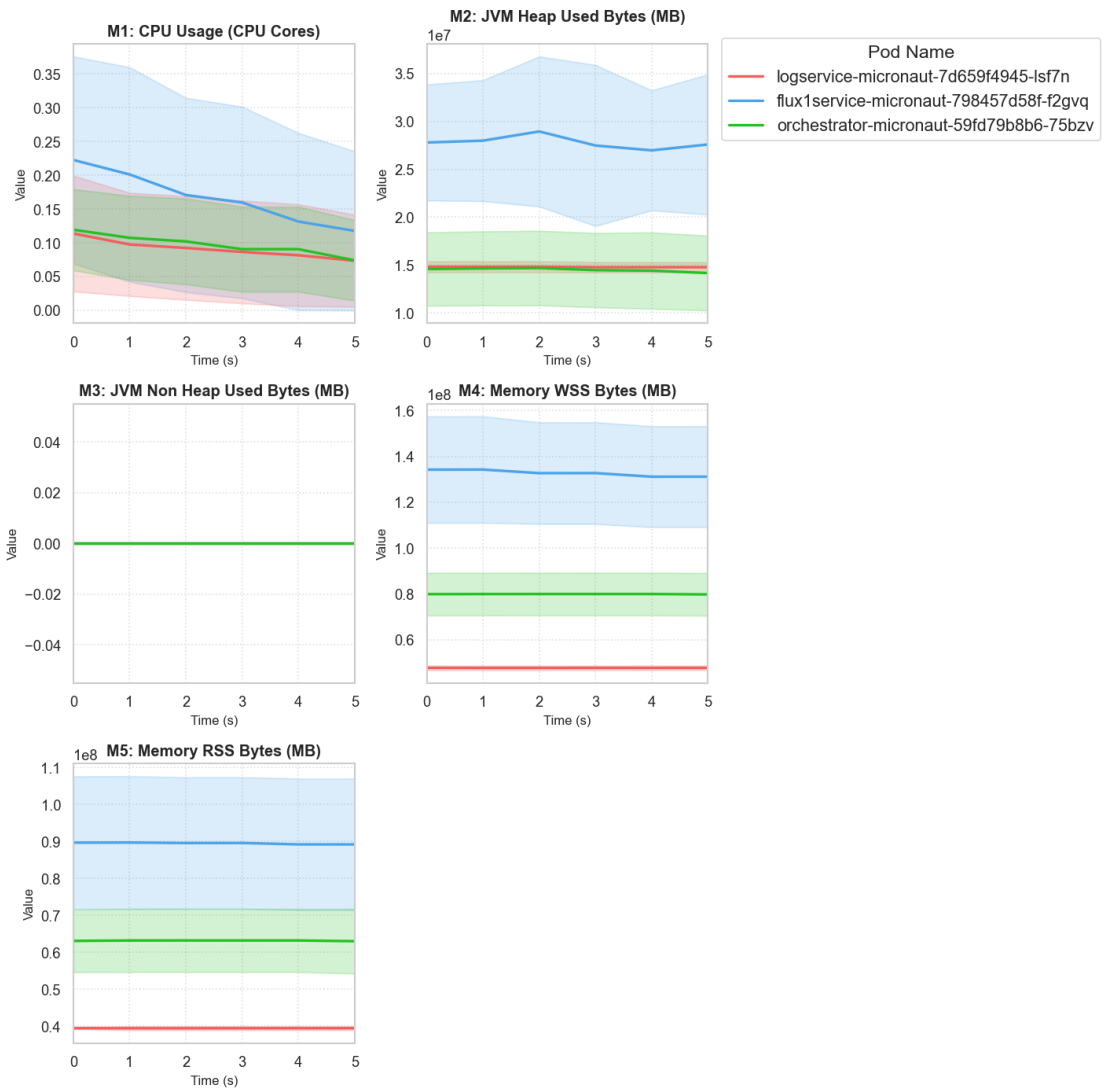 M1: CPU Usage (CPU Cores)
Value
0.35
0.30
0.25
0.20
0.15
0.10
0.05
0.00
0 1 2 3 4 5
Time (s)
M2: JVM Heap Used Bytes (MB)
1e7
Value
3.5
3.0
2.5
2.0
1.5
1.0
0 1 2 3 4 5
Time (s)
Pod Name
logservice-micronaut-7d659f4945-lsf7n
flux1service-micronaut-798457d58f-f2gvq
orchestrator-micronaut-59fd79b8b6-75bzv
M3: JVM Non Heap Used Bytes (MB)
Value
0.04
0.02
0.00
−0.02
−0.04
0 1 2 3 4 5
Time (s)
M4: Memory WSS Bytes (MB)
1e8
Value
1.6
1.4
1.2
1.0
0.8
0.6
0 1 2 3 4 5
Time (s)
M5: Memory RSS Bytes (MB)
1e8
Value
1.1
1.0
0.9
0.8
0.7
0.6
0.5
0.4
0 1 2 3 4 5
Time (s)